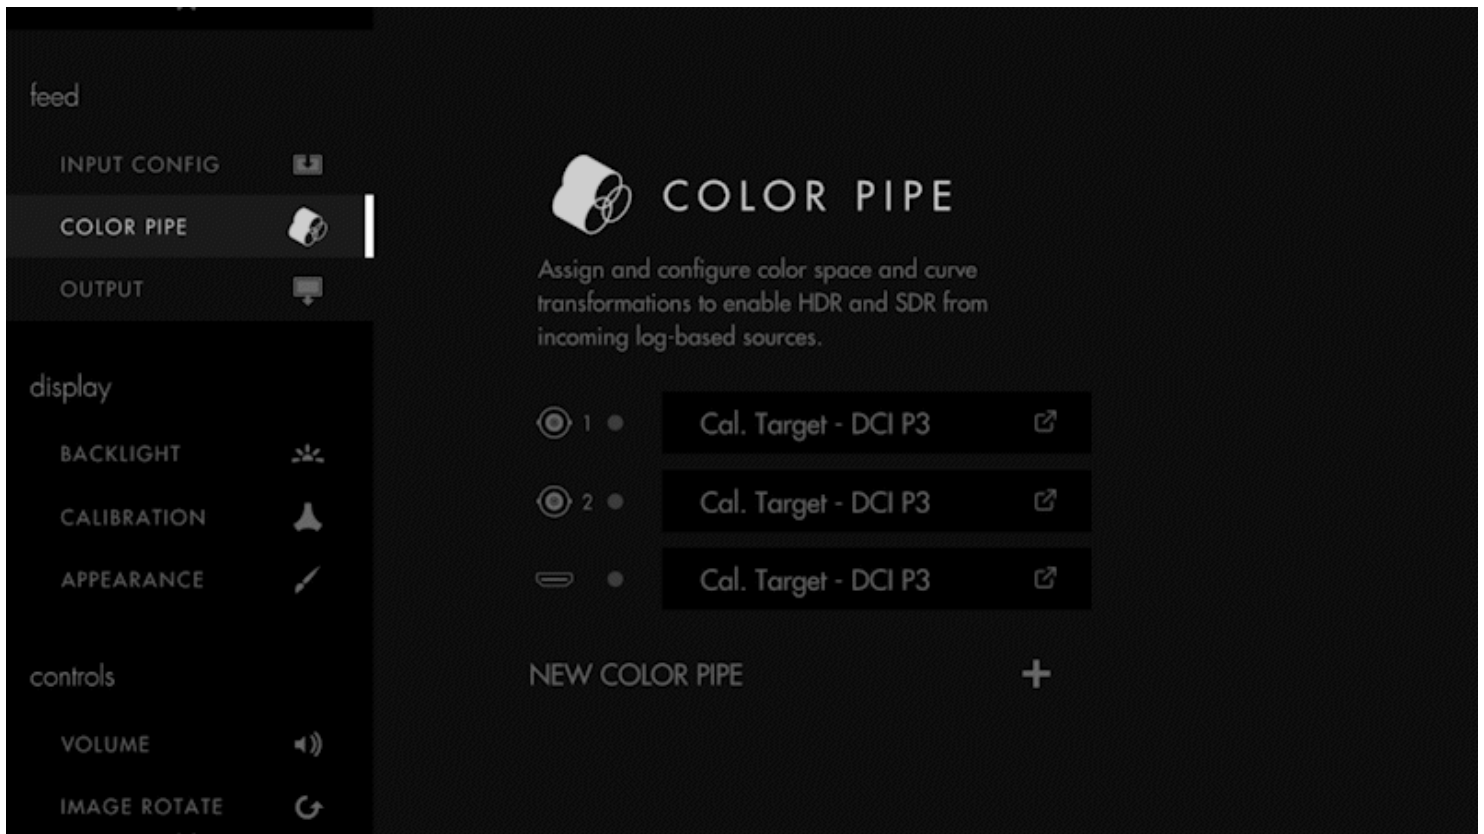 feed
INPUT CONFIG
COLOR PIPE
OUTPUT
display
BACKLIGHT
CALIBRATION
APPEARANCE
controls
VOLUME
IMAGE ROTATE
COLOR PIPE
Assign and configure color space and curve
transformations to enable HDR and SDR from
incoming log-based sources.
1 Cal. Target - DCI P3
2 Cal. Target - DCI P3
Cal. Target - DCI P3
NEW COLOR PIPE